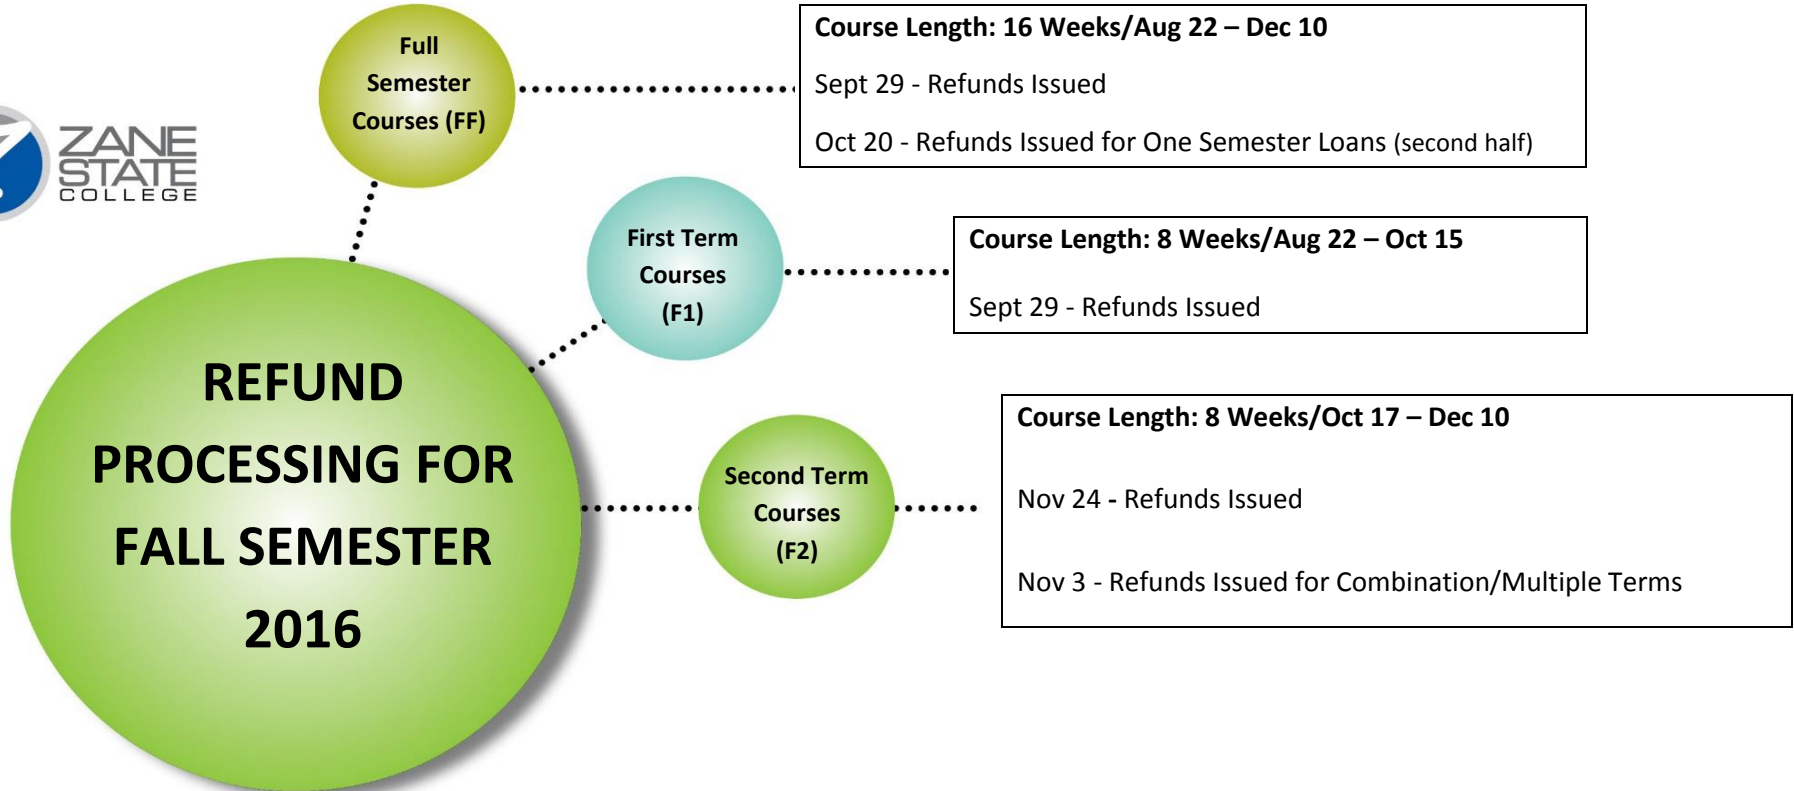 ZANE
STATE
COLLEGE
Full
Semester
Courses (FF)
Course Length: 16 Weeks/Aug 22 – Dec 10
Sept 29 - Refunds Issued
Oct 20 - Refunds Issued for One Semester Loans (second half)
First Term
Courses
(F1)
Course Length: 8 Weeks/Aug 22 – Oct 15
Sept 29 - Refunds Issued
REFUND
PROCESSING FOR
FALL SEMESTER
2016
Second Term
Courses
(F2)
Course Length: 8 Weeks/Oct 17 – Dec 10
Nov 24 - Refunds Issued
Nov 3 - Refunds Issued for Combination/Multiple Terms